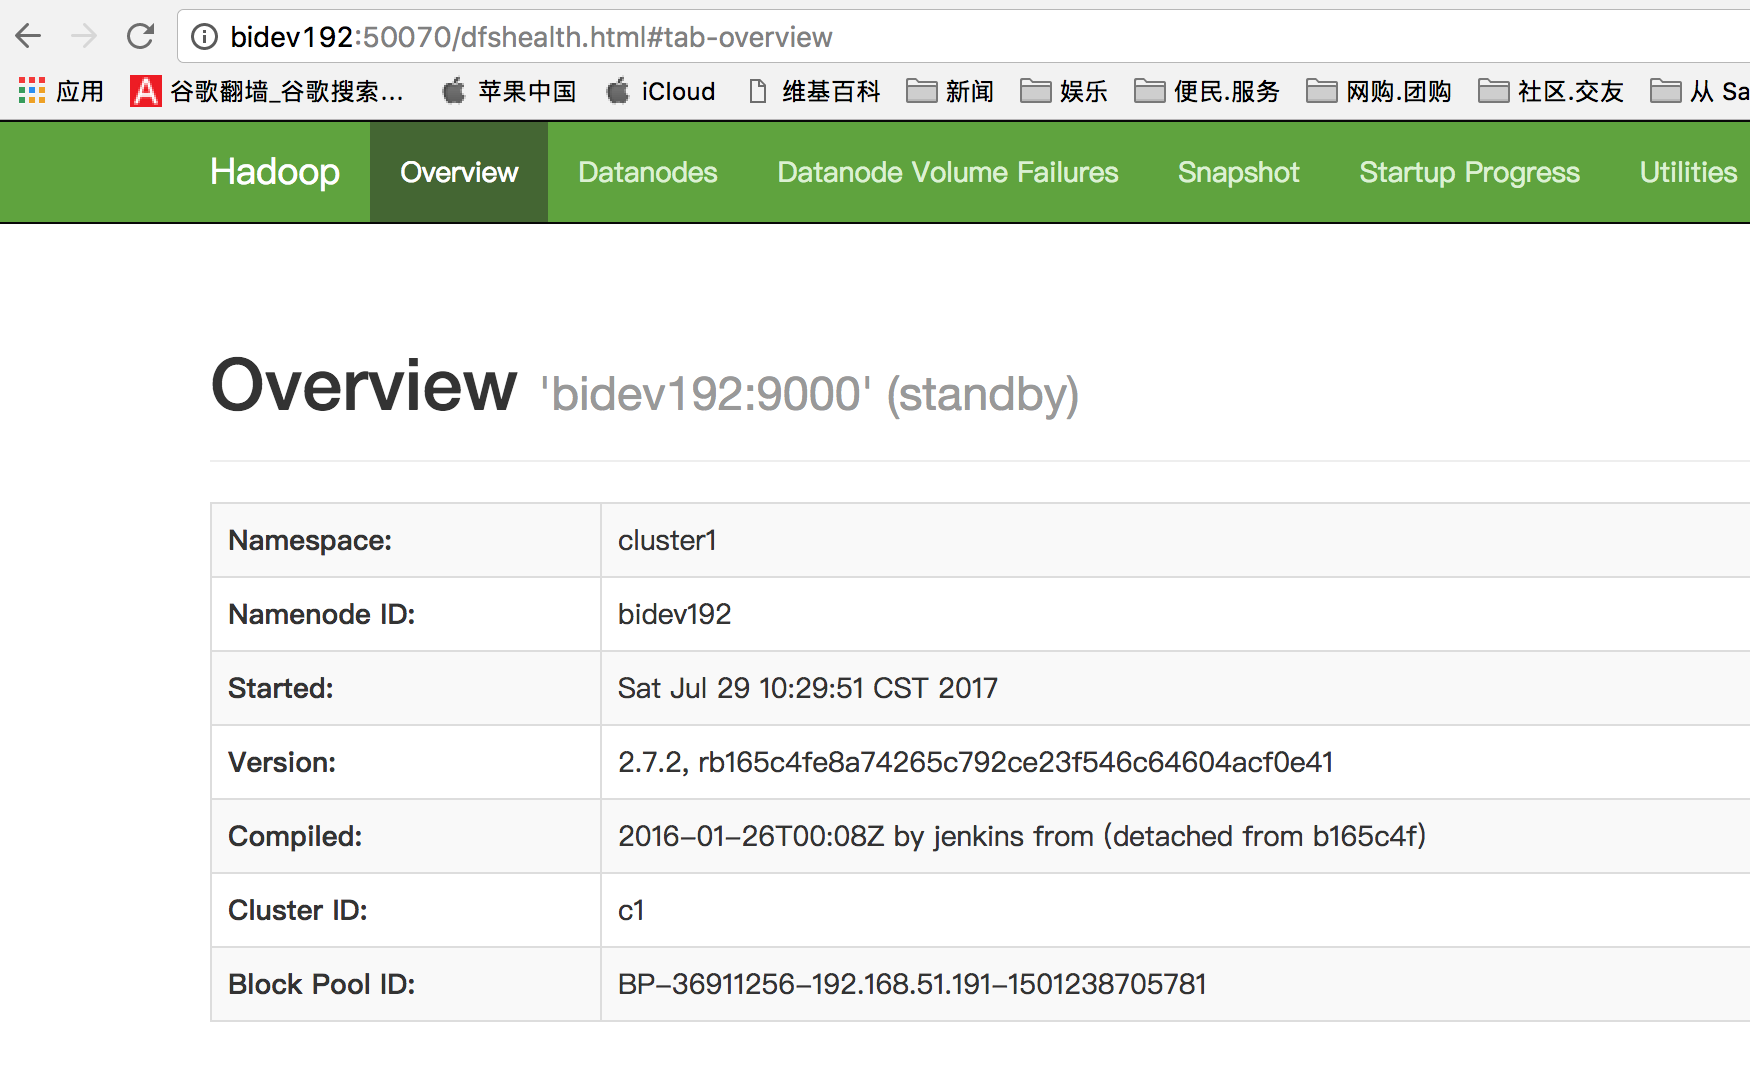 bidev192:50070/dfshealth.html#tab-overview
应用 谷歌翻墙_谷歌搜索... 苹果中国 iCloud 维基百科 新闻 娱乐 便民.服务 网购.团购 社区.交友 从 Sa
Hadoop Overview Datanodes Datanode Volume Failures Snapshot Startup Progress Utilities
Overview 'bidev192:9000' (standby)
Namespace: cluster1
Namenode ID: bidev192
Started: Sat Jul 29 10:29:51 CST 2017
Version: 2.7.2, rb165c4fe8a74265c792ce23f546c64604acf0e41
Compiled: 2016-01-26T00:08Z by jenkins from (detached from b165c4f)
Cluster ID: c1
Block Pool ID: BP-36911256-192.168.51.191-1501238705781